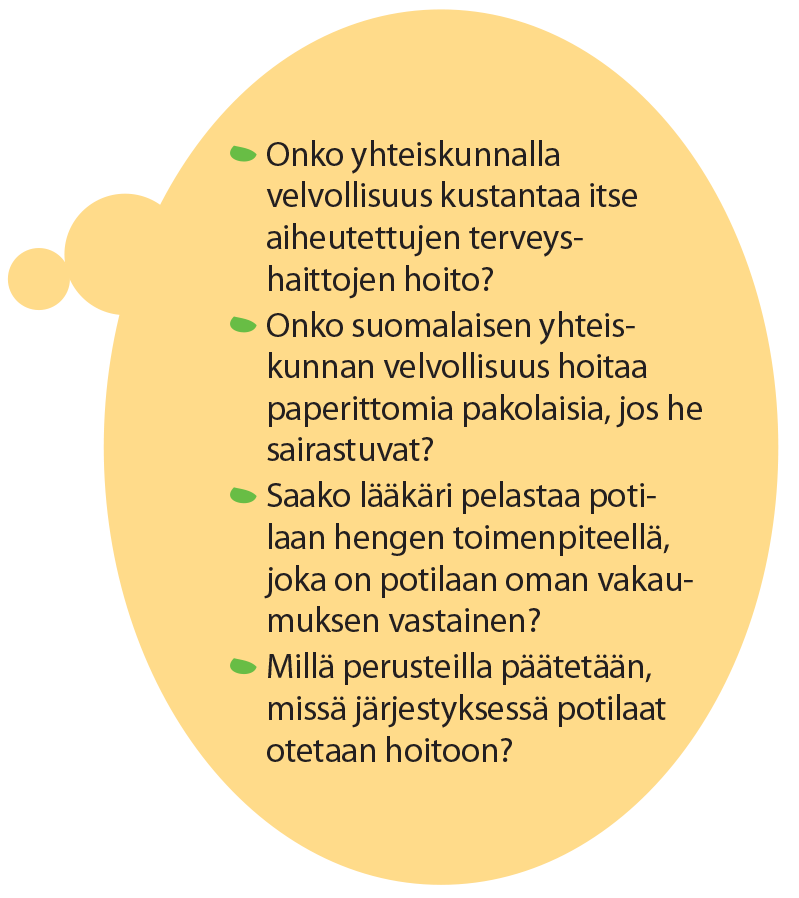 Onko yhteiskunnalla
velvollisuus kustantaa itse
aiheutettujen terveys-
haittojen hoito?
Onko suomalaisen yhteis-
kunnan velvollisuus hoitaa
paperittomia pakolaisia, jos he
sairastuvat?
Saako lääkäri pelastaa poti-
laan hengen toimenpiteellä,
joka on potilaan oman vakau-
muksen vastainen?
Millä perusteilla päätetään,
missä järjestyksessä potilaat
otetaan hoitoon?